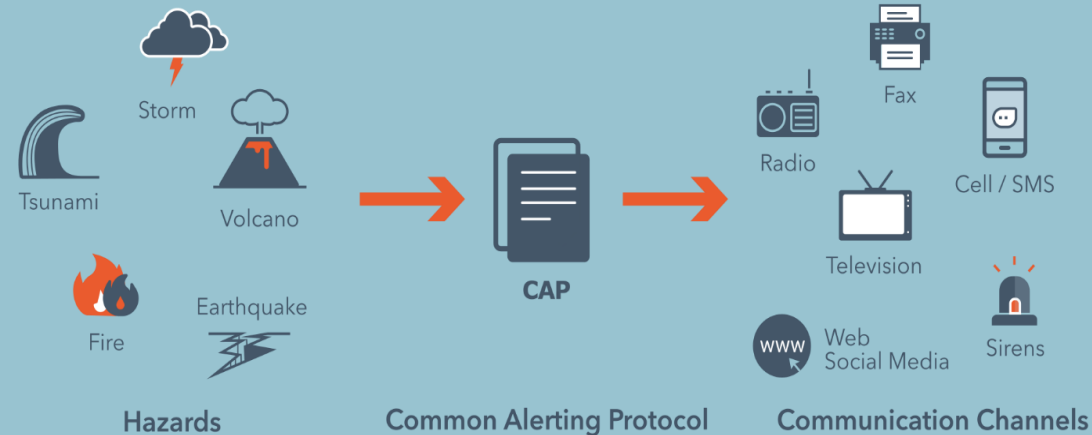 Storm
Tsunami
Volcano
Fire
Earthquake
Hazards
CAP
Common Alerting Protocol
Fax
Radio
Cell / SMS
Television
www
Web
Social Media
Sirens
Communication Channels